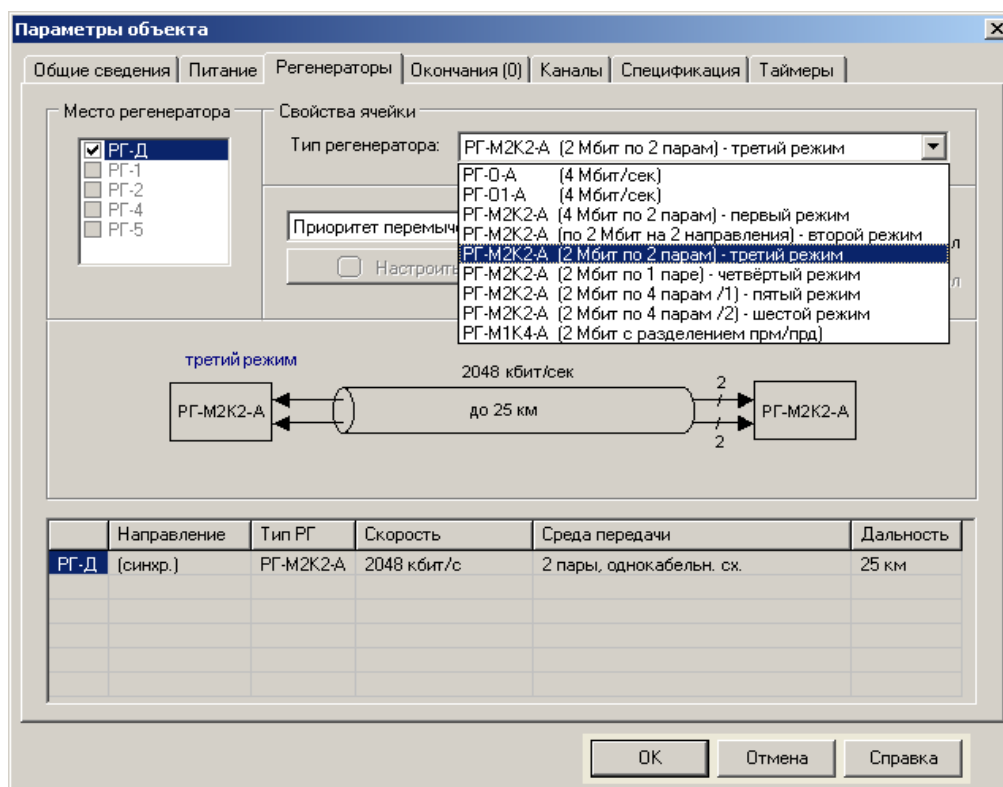 Параметры объекта
Общие сведения Питание Регенераторы Окончания (0) Каналы Спецификация Таймеры
Место регенератора
РГ-Д
РГ-1
РГ-2
РГ-4
РГ-5
Свойства ячейки
Тип регенератора: РГ-М2К2-А (2 Мбит по 2 парам) - третий режим
РГ-0-А (4 Мбит/сек)
РГ-01-А (4 Мбит/сек)
РГ-М2К2-А (4 Мбит по 2 парам) - первый режим
РГ-М2К2-А (по 2 Мбит на 2 направления) - второй режим
РГ-М2К2-А (2 Мбит по 2 парам) - третий режим
РГ-М2К2-А (2 Мбит по 1 паре) - четвёртый режим
РГ-М2К2-А (2 Мбит по 4 парам /1) - пятый режим
РГ-М2К2-А (2 Мбит по 4 парам /2) - шестой режим
РГ-М1К4-А (2 Мбит с разделением прм/прд)
Приоритет перемыч
Настроить
л
л
третий режим
2048 кбит/сек
РГ-М2К2-А
до 25 км
2
2
РГ-М2К2-А
Направление Тип РГ Скорость Среда передачи Дальность
РГ-Д (синхр.) РГ-М2К2-А 2048 кбит/с 2 пары, однокабельн. сх. 25 км
ОК Отмена Справка